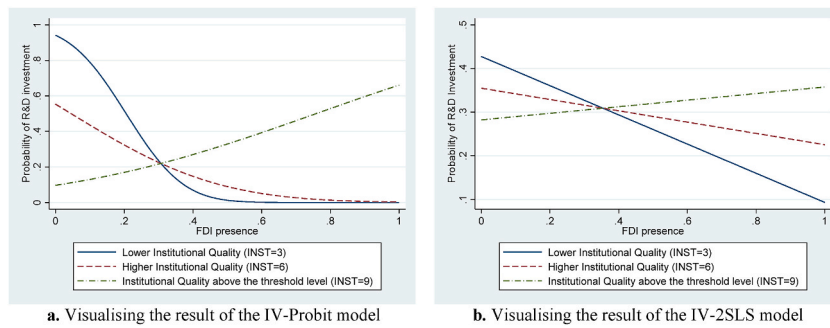 Probability of R&D investment
1
.8
.6
.4
.2
0
0 .2 .4 .6 .8 1
FDI presence
Lower Institutional Quality (INST=3)
Higher Institutional Quality (INST=6)
Institutional Quality above the threshold level (INST=9)
a. Visualising the result of the IV-Probit model
Probability of R&D Investment
.5
.4
.3
.2
.1
0 .2 .4 .6 .8 1
FDI presence
Lower Institutional Quality (INST=3)
Higher Institutional Quality (INST=6)
Institutional Quality above the threshold level (INST=9)
b. Visualising the result of the IV-2SLS model